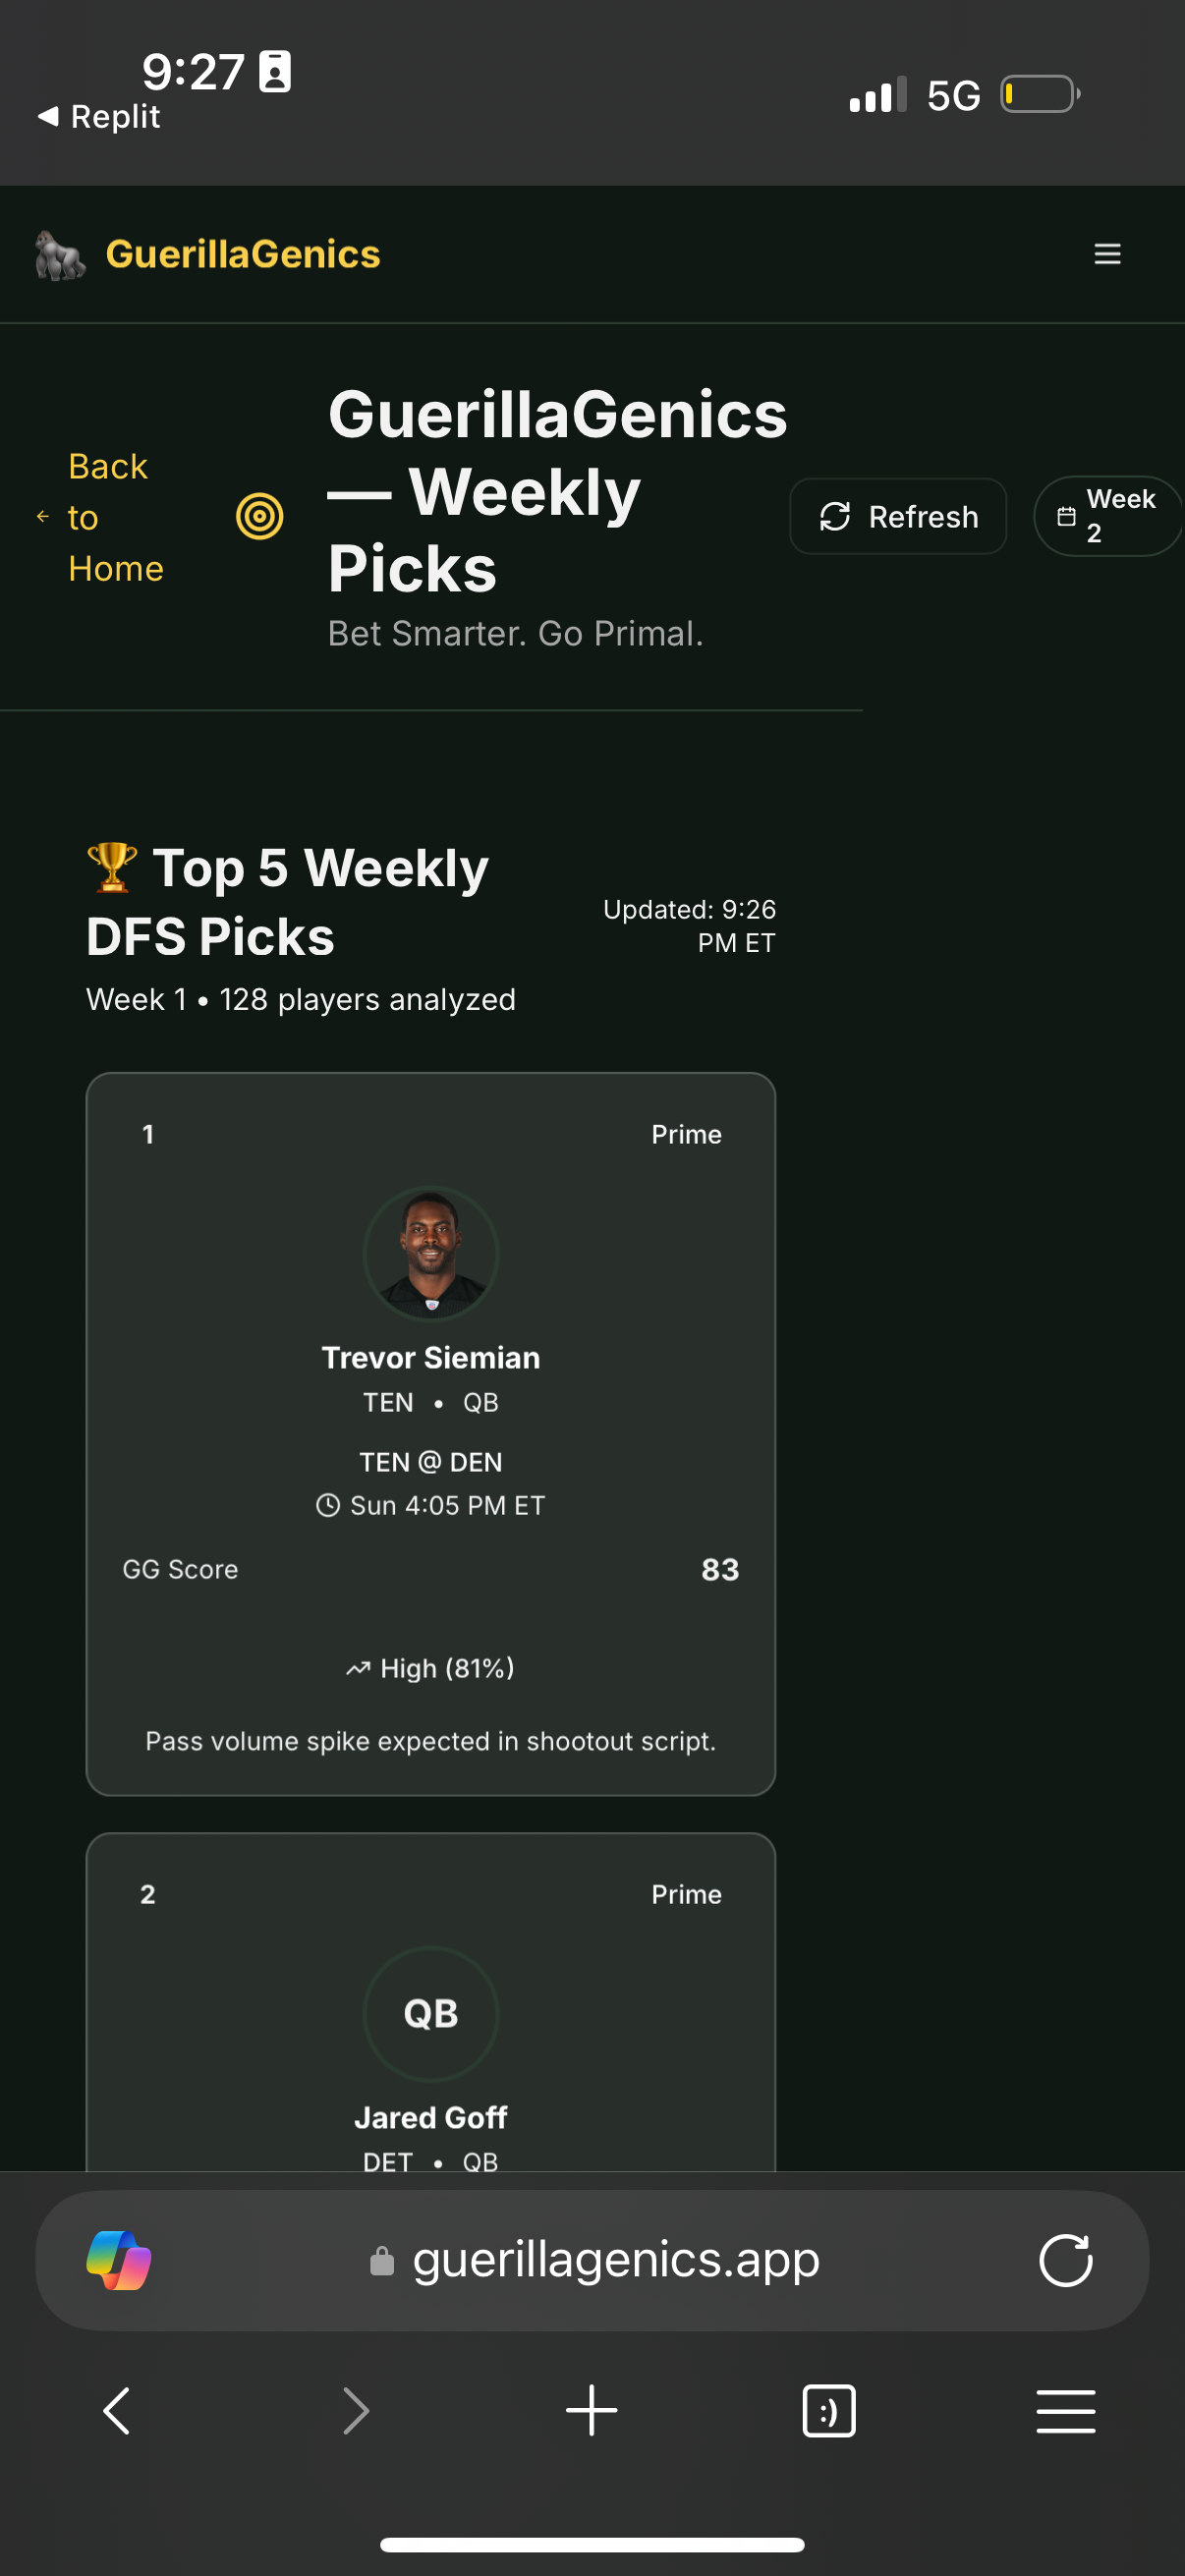 9:27
Replit
5G
GuerillaGenics
Back
to
Home
GuerillaGenics
— Weekly
Picks
Bet Smarter. Go Primal.
Refresh
Week
2
🏆 Top 5 Weekly
DFS Picks
Week 1 • 128 players analyzed
Updated: 9:26
PM ET
1
Prime
Trevor Siemian
TEN • QB
TEN @ DEN
Sun 4:05 PM ET
GG Score
83
High (81%)
Pass volume spike expected in shootout script.
2
Prime
QB
Jared Goff
DET • QB
guerillagenics.app
:)